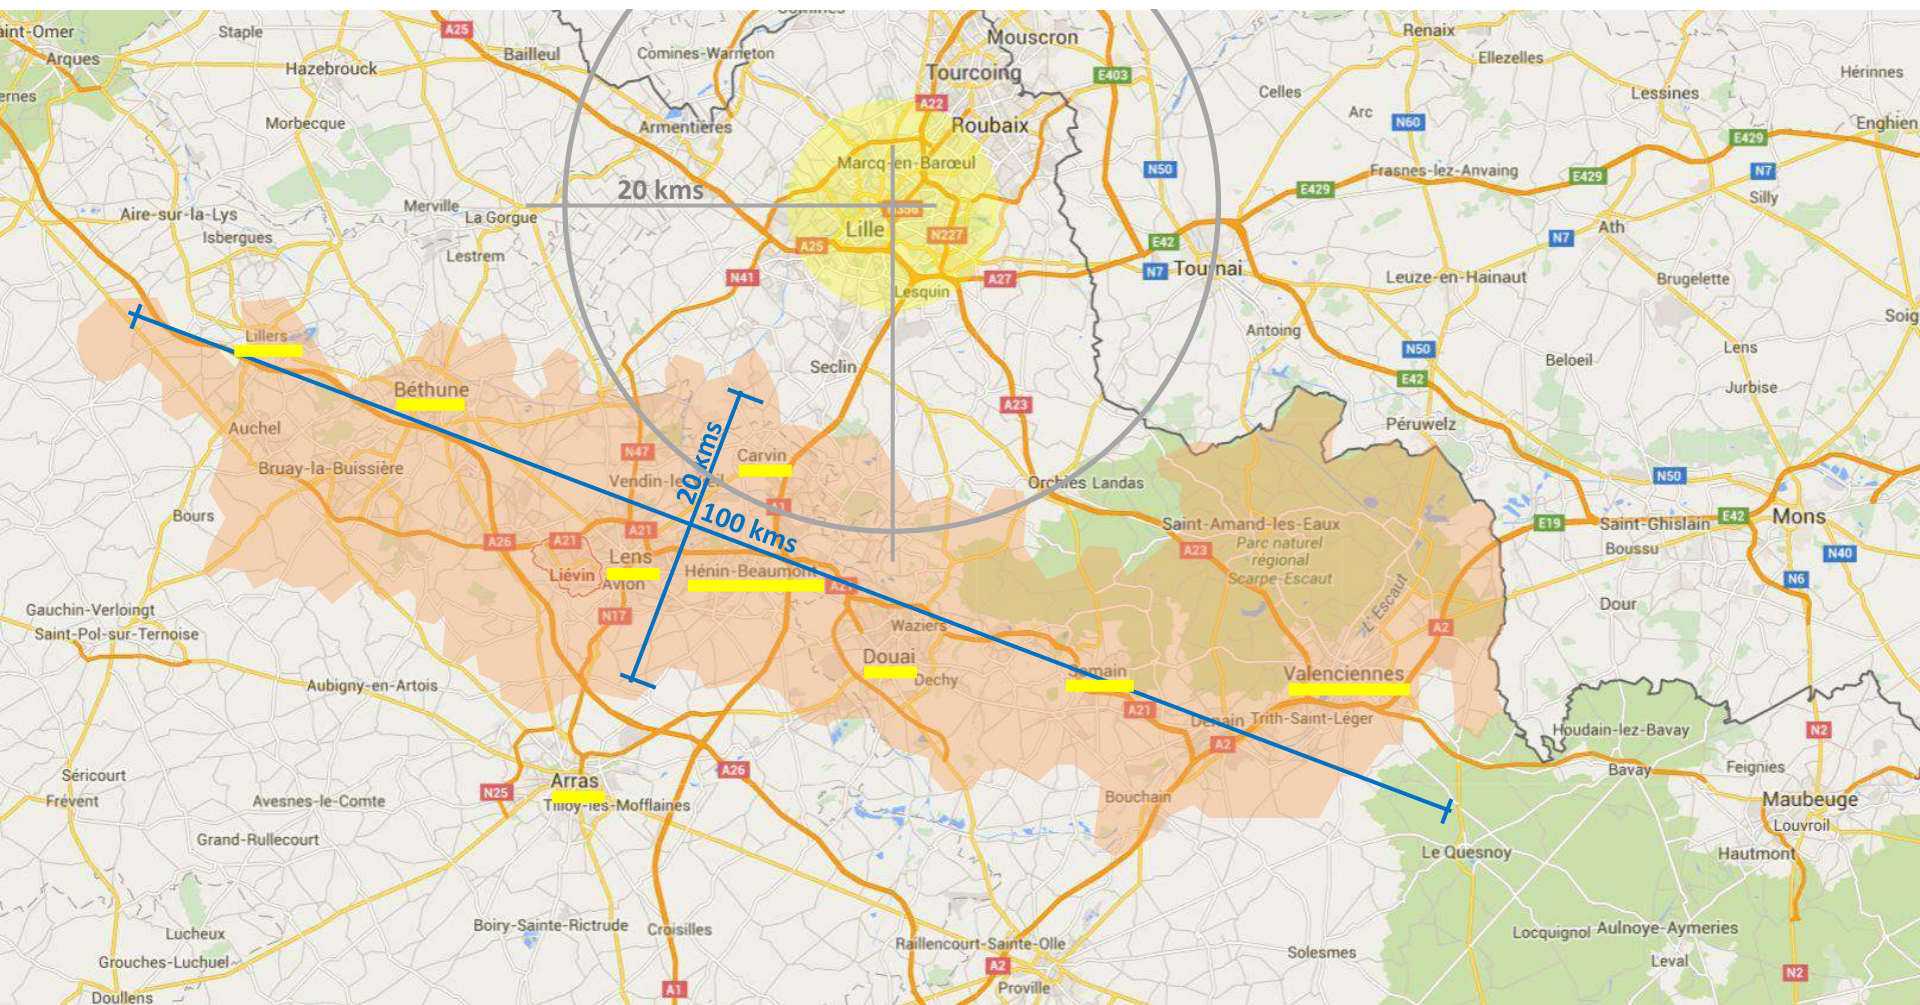 aint-Omer
Staple
A25
Bailleul
Comines-Warneton
Mouscron
Renaix
Ellezelles
Arques
Hazebrouck
Tourcoing
E403
Hérinnes
Celles
Lessines
A22
Arc
N60
Morbecque
Armentières
Roubaix
Enghien
E429
Marcq-en-Barœul
N50
Frasnes-lez-Anvaing
E429
N7
20 kms
E429
Silly
Merville
Aire-sur-la-Lys
La Gorgue
Lille
N227
Ath
Isbergues
A25
E42
N7
Lestrem
N41
A27
N7
Tournai
Leuze-en-Hainaut
Brugelette
Lesquin
Soig
Lillers
Antoing
N50
Lens
Beloeil
Seclin
E42
Jurbise
Béthune
A23
Auchel
Péruwelz
N47
Carvin
20 kms
Bruay-la-Buissière
Orchies
Landas
N50
100 kms
Bours
Saint-Amand-les-Eaux
E19
Saint-Ghislain
E42
Mons
A26
A21
A21
A23
Parc naturel
régional
Scarpe-Escaut
Boussu
N40
Lens
Liévin
Avion
Hénin-Beaumont
N6
L'Escaut
Dour
Gauchin-Verloingt
N17
Waziers
A2
Saint-Pol-sur-Ternoise
Douai
Dechy
Somain
Valenciennes
Aubigny-en-Artois
A21
Denain
Trith-Saint-Léger
Houdain-lez-Bavay
N2
A2
Séricourt
A26
Bavay
Feignies
Arras
N25
Frévent
Avesnes-le-Comte
Tilloy-les-Mofflaines
Bouchain
Maubeuge
Louvroil
Grand-Rullecourt
Le Quesnoy
Hautmont
Boiry-Sainte-Rictrude
Croisilles
Lucheux
Raillencourt-Sainte-Olle
Locquignol
Aulnoye-Aymeries
Solesmes
Grouches-Luchuel
A2
Leval
N2
A1
Proville
Doullens